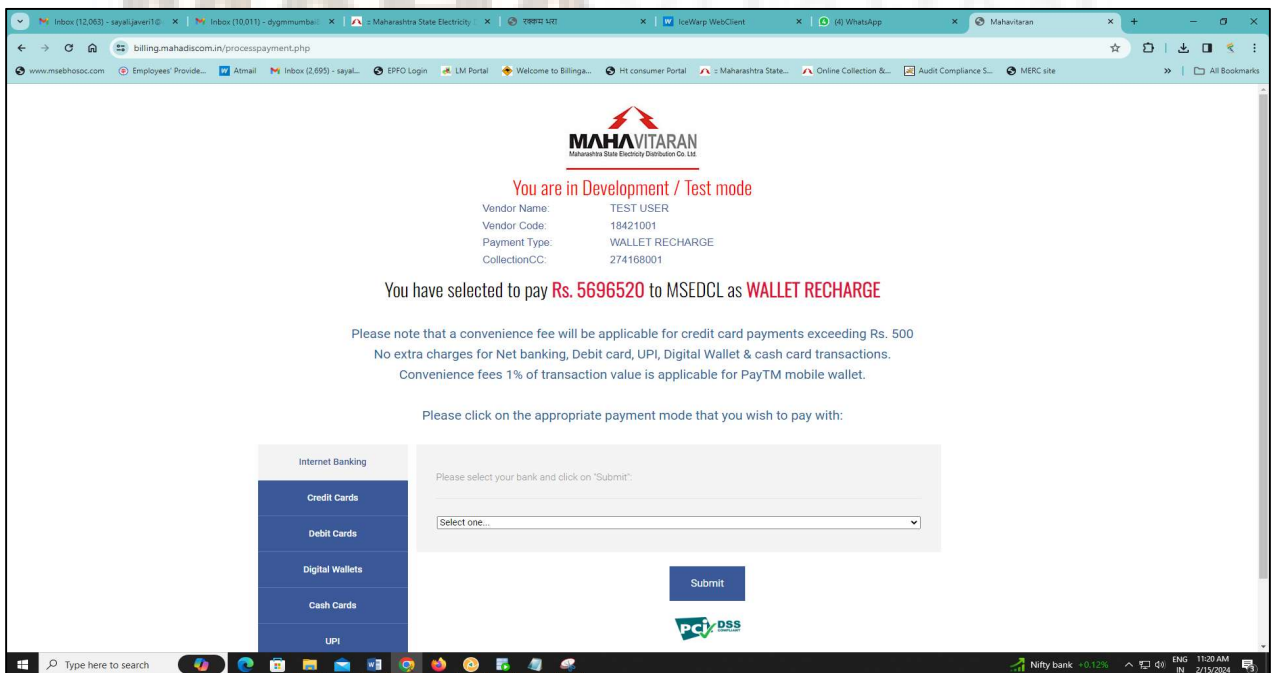 Inbox (12,063) - sayali.javeri1@
Inbox (10,011) - dygmmumbai
:: Maharashtra State Electricity
रक्कम भरा
IceWarp WebClient
(4) WhatsApp
Mahavitaran
billing.mahadiscom.in/processpayment.php
www.msebhosoc.com
Employees' Provide...
Atmail
Inbox (2,695) - sayal...
EPFO Login
LM Portal
Welcome to Billinga...
Ht consumer Portal
:: Maharashtra State...
Online Collection &...
Audit Compliance S...
MERC site
All Bookmarks
MAHAVITARAN
Maharashtra State Electricity Distribution Co. Ltd.
You are in Development / Test mode
Vendor Name: TEST USER
Vendor Code: 18421001
Payment Type: WALLET RECHARGE
CollectionCC: 274168001
You have selected to pay Rs. 5696520 to MSEDCL as WALLET RECHARGE
Please note that a convenience fee will be applicable for credit card payments exceeding Rs. 500
No extra charges for Net banking, Debit card, UPI, Digital Wallet & cash card transactions.
Convenience fees 1% of transaction value is applicable for PayTM mobile wallet.
Please click on the appropriate payment mode that you wish to pay with:
Internet Banking
Please select your bank and click on "Submit":
Credit Cards
Select one...
Debit Cards
Digital Wallets
Submit
Cash Cards
PCI DSS
COMPLIANT
UPI
Type here to search
Nifty bank +0.12%
ENG 11:20 AM
IN 2/15/2024